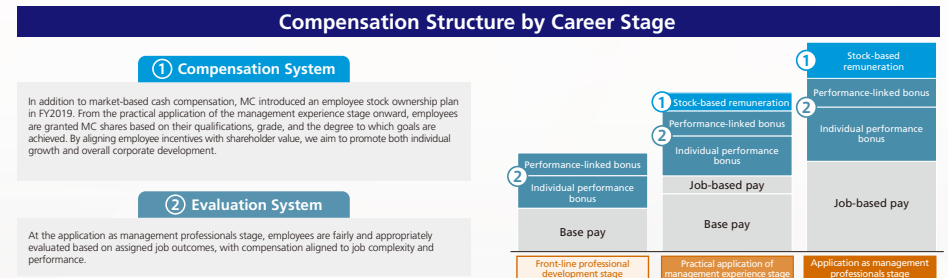 Compensation Structure by Career Stage
1 Compensation System
In addition to market-based cash compensation, MC introduced an employee stock ownership plan
in FY2019. From the practical application of the management experience stage onward, employees
are granted MC shares based on their qualifications, grade, and the degree to which goals are
achieved. By aligning employee incentives with shareholder value, we aim to promote both individual
growth and overall corporate development.
2 Evaluation System
At the application as management professionals stage, employees are fairly and appropriately
evaluated based on assigned job outcomes, with compensation aligned to job complexity and
performance.
2
Performance-linked bonus
Individual performance
bonus
Base pay
Front-line professional
development stage
1
Stock-based remuneration
2
Performance-linked bonus
Individual performance
bonus
Job-based pay
Base pay
Practical application of
management experience stage
1
Stock-based
remuneration
2
Performance-linked bonus
Individual performance
bonus
Job-based pay
Application as management
professionals stage